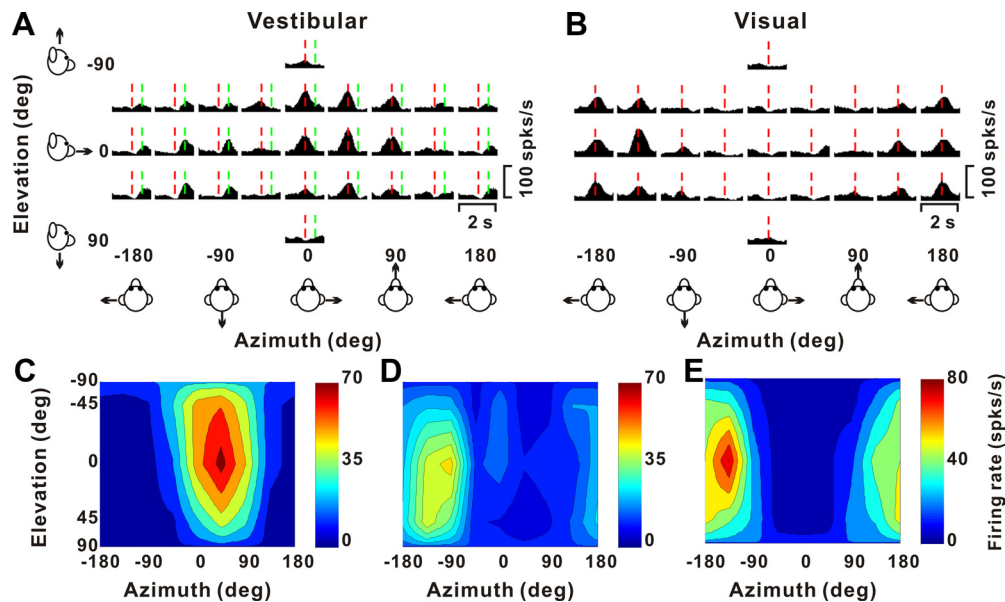 A
Vestibular
B
Visual
Elevation (deg)
-90
0
90
100 spks/s
100 spks/s
2 s
2 s
-180
-90
0
90
180
-180
-90
0
90
180
Azimuth (deg)
Azimuth (deg)
C
D
E
Elevation (deg)
-90
-45
0
45
90
70
35
0
70
35
0
80
40
0
Firing rate (spks/s)
-180
-90
0
90
180
-180
-90
0
90
180
-180
-90
0
90
180
Azimuth (deg)
Azimuth (deg)
Azimuth (deg)